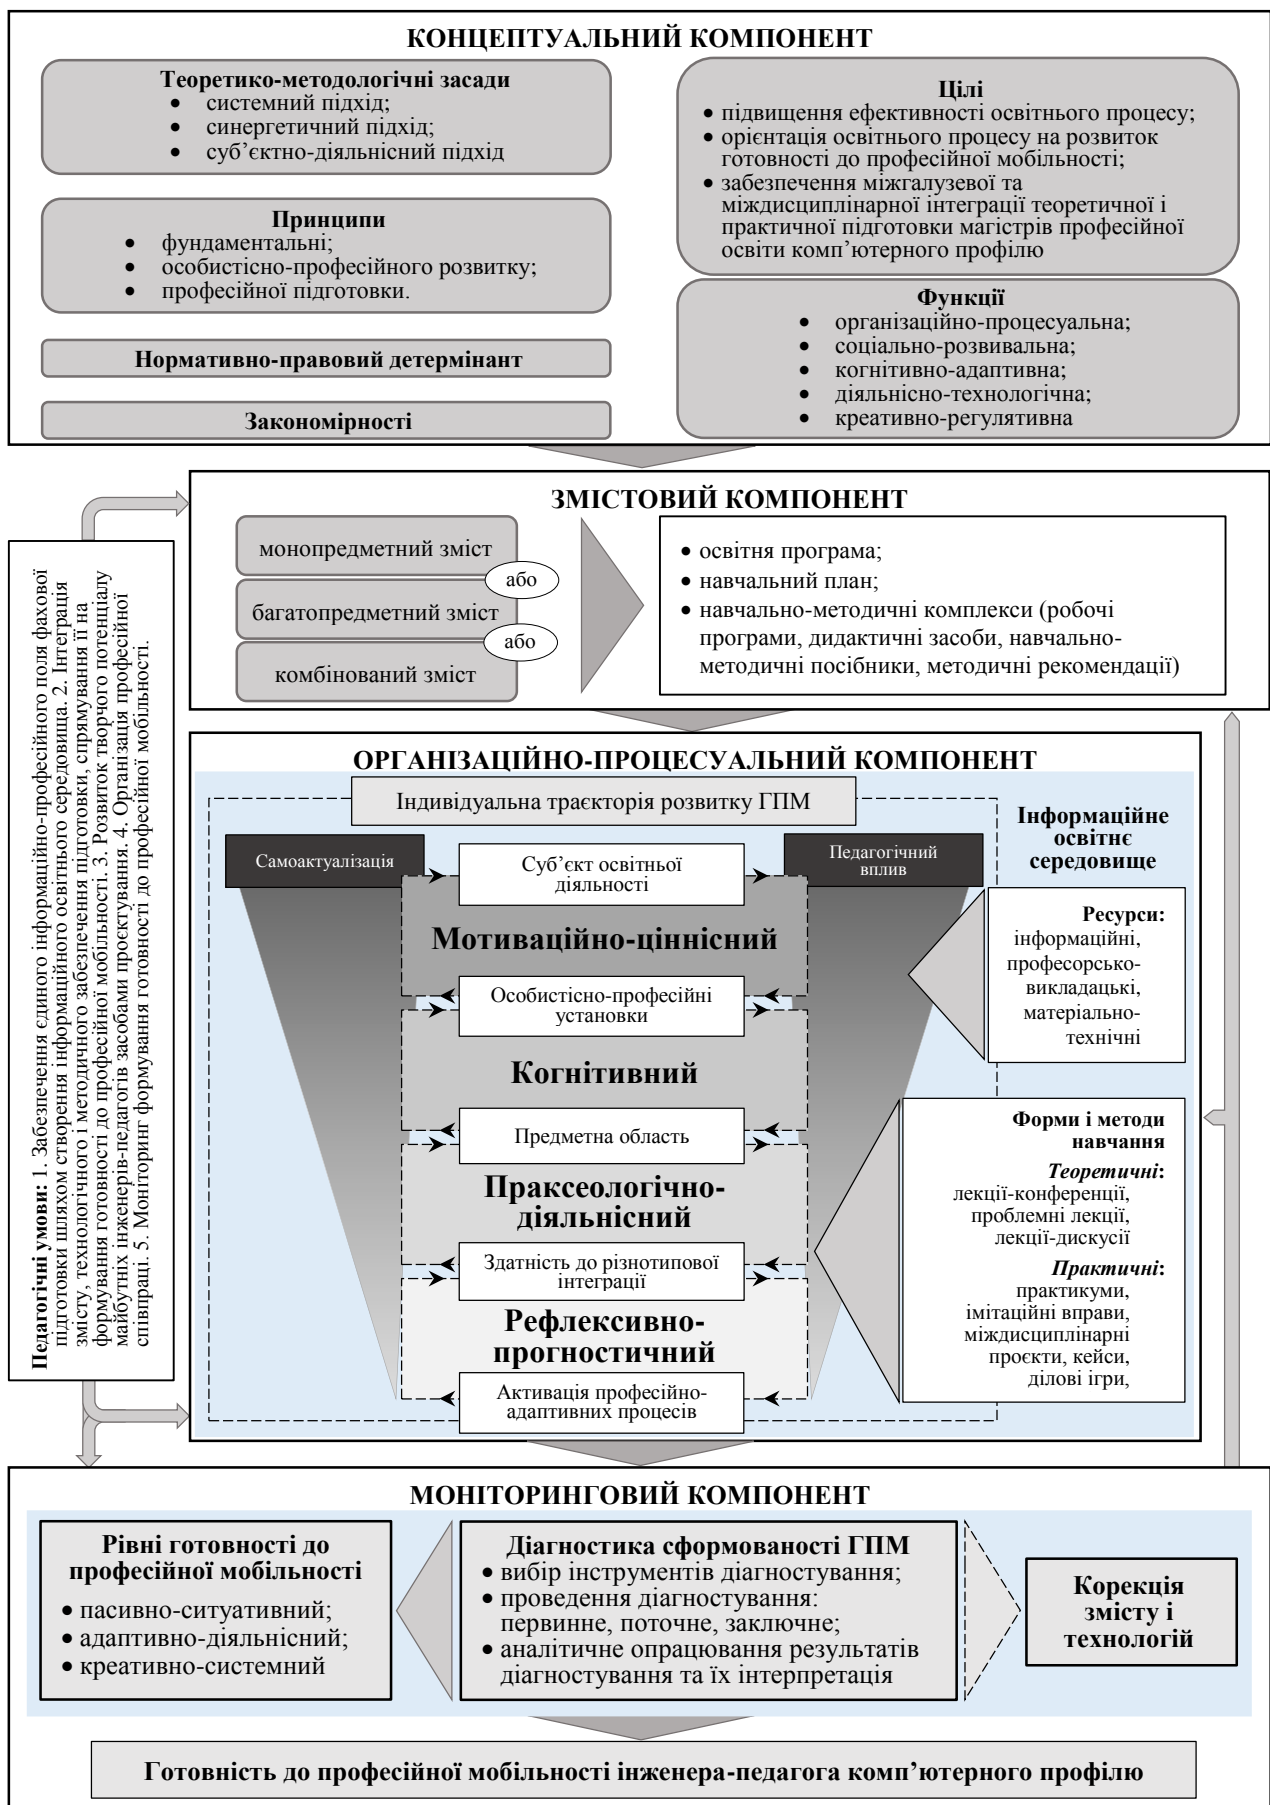 КОНЦЕПТУАЛЬНИЙ КОМПОНЕНТ
Теоретико-методологічні засади
• системний підхід;
• синергетичний підхід;
• суб’єктно-діяльнісний підхід
Принципи
• фундаментальні;
• особистісно-професійного розвитку;
• професійної підготовки.
Нормативно-правовий детермінант
Закономірності
Цілі
• підвищення ефективності освітнього процесу;
• орієнтація освітнього процесу на розвиток
готовності до професійної мобільності;
• забезпечення міжгалузевої та
міждисциплінарної інтеграції теоретичної і
практичної підготовки магістрів професійної
освіти комп’ютерного профілю
Функції
• організаційно-процесуальна;
• соціально-розвивальна;
• когнітивно-адаптивна;
• діяльнісно-технологічна;
• креативно-регулятивна
Педагогічні умови: 1. Забезпечення єдиного інформаційно-професійного поля фахової
підготовки шляхом створення інформаційного освітнього середовища. 2. Інтеграція
змісту, технологічного і методичного забезпечення підготовки, спрямування її на
формування готовності до професійної мобільності. 3. Розвиток творчого потенціалу
майбутніх інженерів-педагогів засобами проєктування. 4. Організація професійної
співпраці. 5. Моніторинг формування готовності до професійної мобільності.
ЗМІСТОВИЙ КОМПОНЕНТ
монопредметний зміст
або
багатопредметний зміст
або
комбінований зміст
• освітня програма;
• навчальний план;
• навчально-методичні комплекси (робочі
програми, дидактичні засоби, навчально-
методичні посібники, методичні рекомендації)
ОРГАНІЗАЦІЙНО-ПРОЦЕСУАЛЬНИЙ КОМПОНЕНТ
Індивідуальна траєкторія розвитку ГПМ
Самоактуалізація
Суб’єкт освітньої
діяльності
Педагогічний
вплив
Мотиваційно-ціннісний
Особистісно-професійні
установки
Когнітивний
Предметна область
Праксеологічно-
діяльнісний
Здатність до різнотипової
інтеграції
Рефлексивно-
прогностичний
Активація професійно-
адаптивних процесів
Інформаційне
освітнє
середовище
Ресурси:
інформаційні,
професорсько-
викладацькі,
матеріально-
технічні
Форми і методи
навчання
Теоретичні:
лекції-конференції,
проблемні лекції,
лекції-дискусії
Практичні:
практикуми,
імітаційні вправи,
міждисциплінарні
проєкти, кейси,
ділові ігри,
МОНІТОРИНГОВИЙ КОМПОНЕНТ
Рівні готовності до
професійної мобільності
• пасивно-ситуативний;
• адаптивно-діяльнісний;
• креативно-системний
Діагностика сформованості ГПМ
• вибір інструментів діагностування;
• проведення діагностування:
первинне, поточне, заключне;
• аналітичне опрацювання результатів
діагностування та їх інтерпретація
Корекція
змісту і
технологій
Готовність до професійної мобільності інженера-педагога комп’ютерного профілю